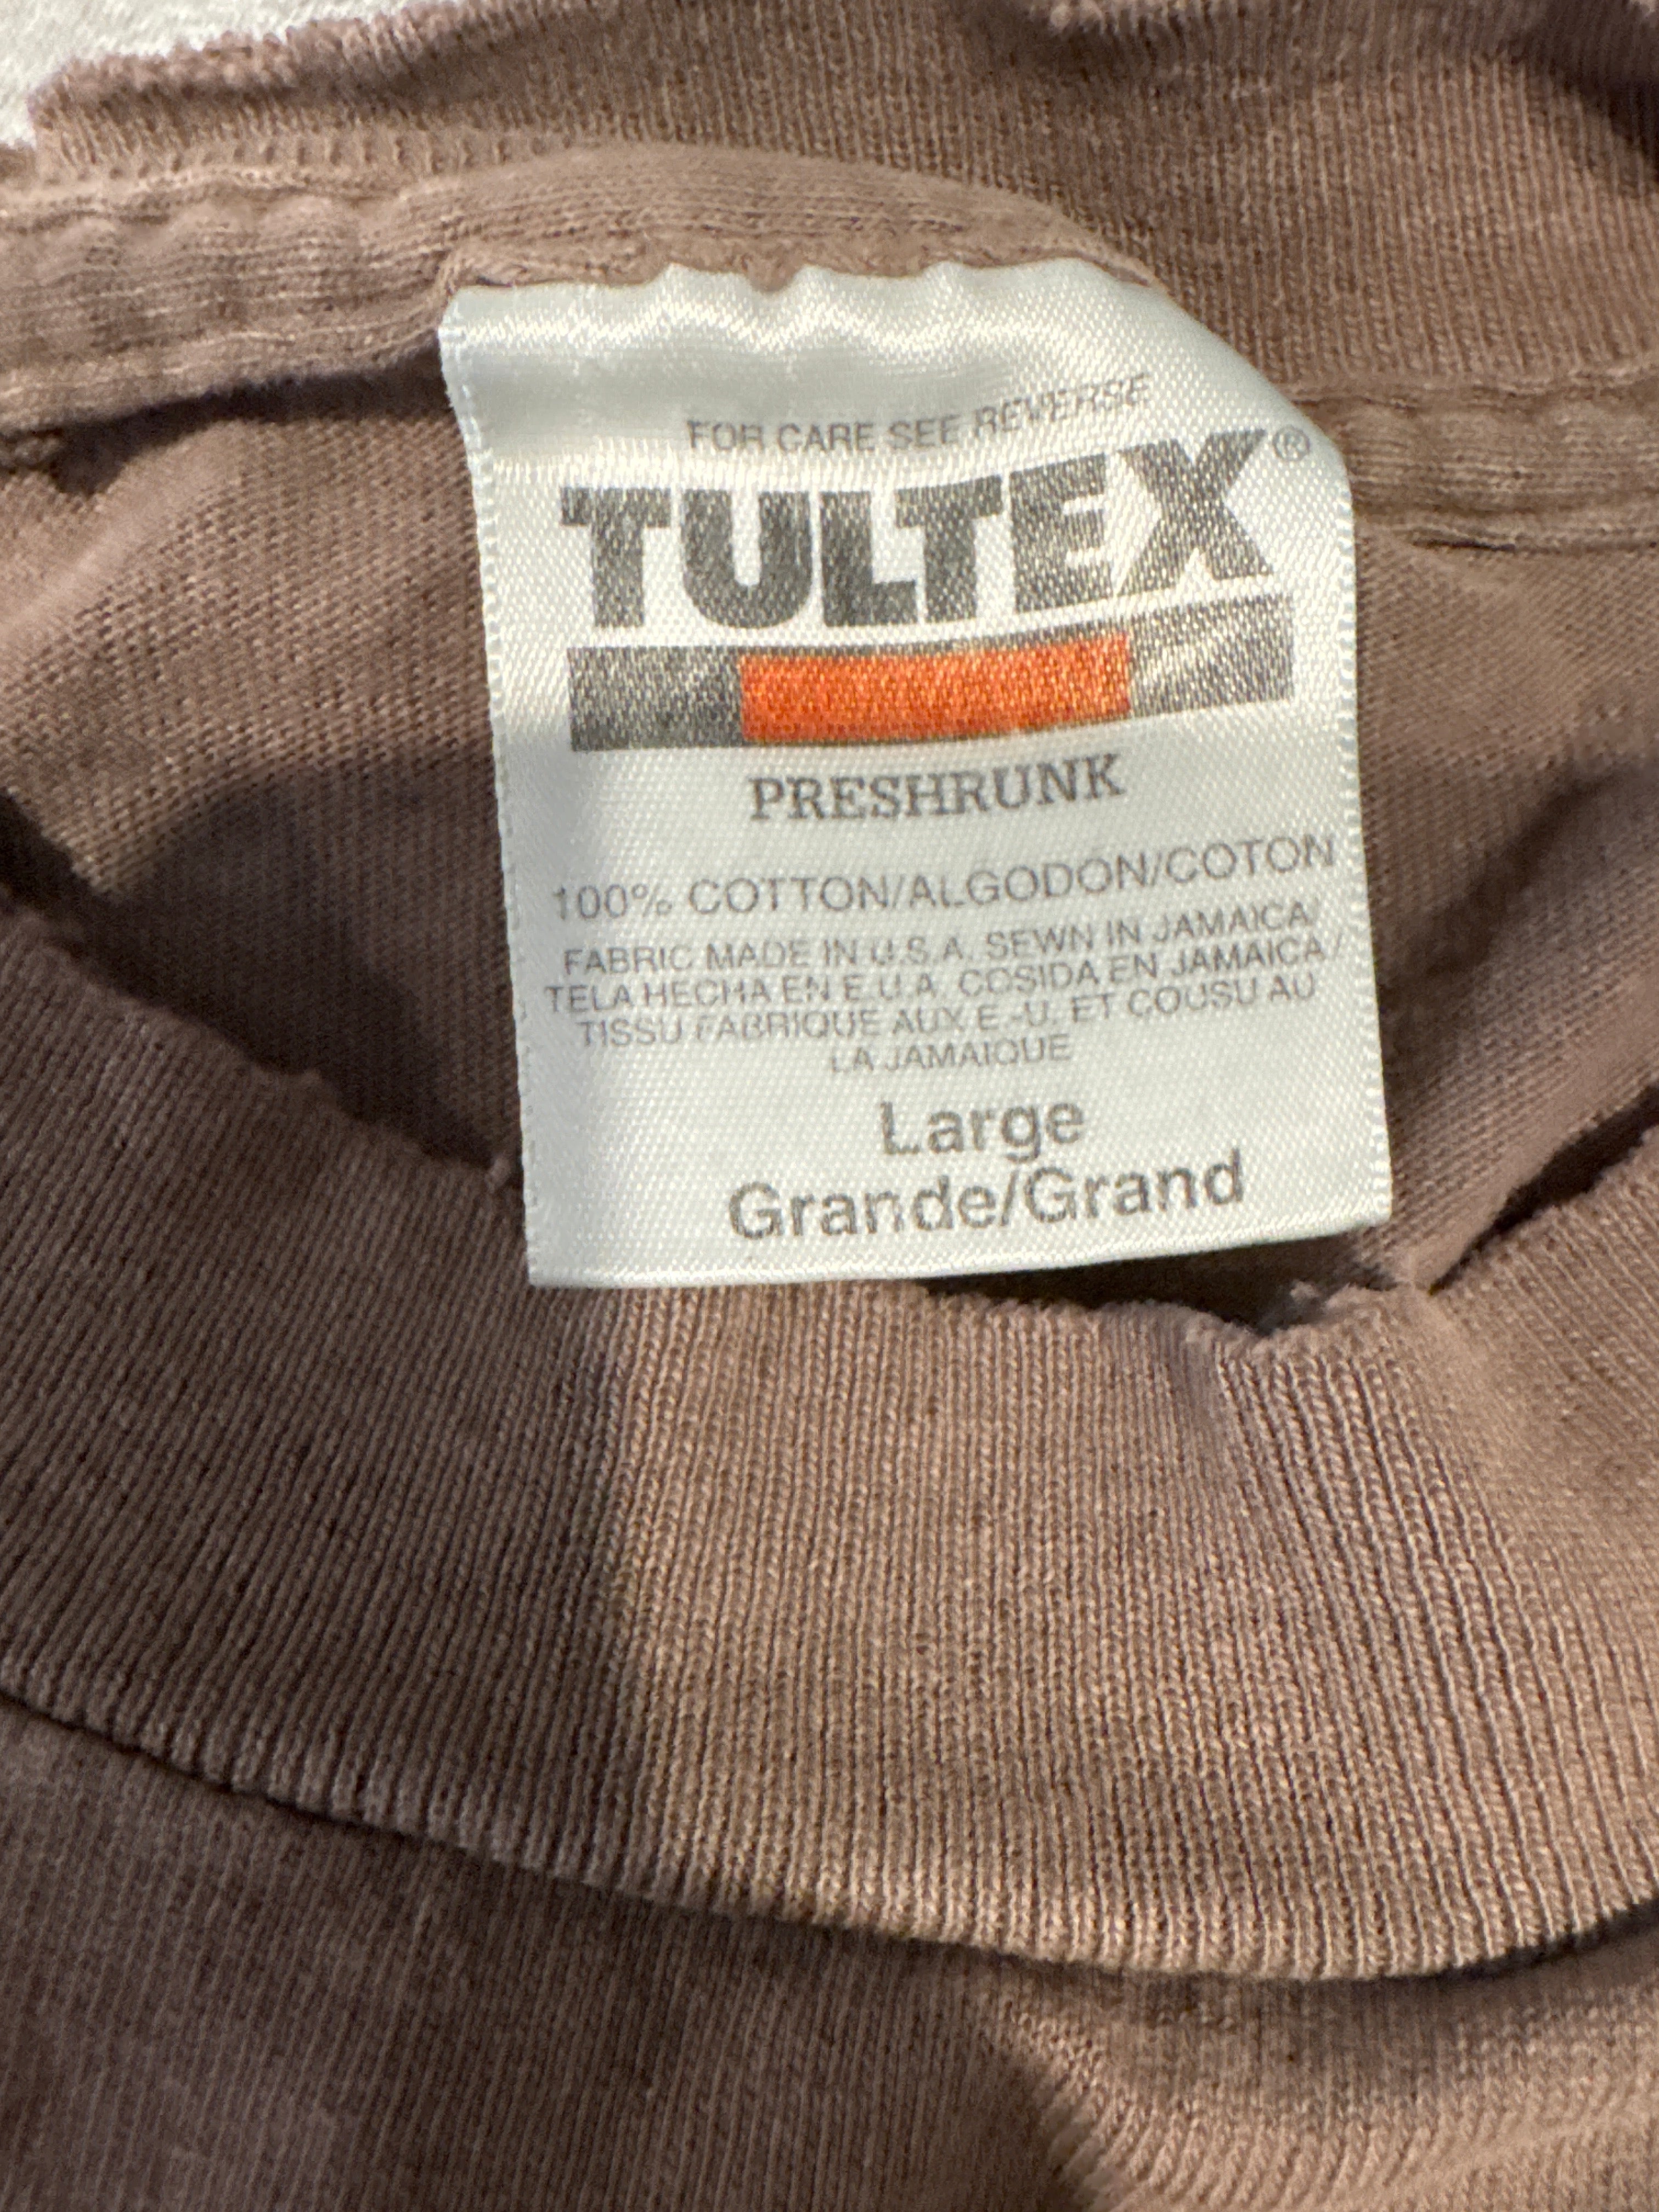 FOR CARE SEE REVERSE
TULTEX®
PRESHRUNK
100% COTTON/ALGODON/COTON
FABRIC MADE IN U.S.A. SEWN IN JAMAICA/
TELA HECHA EN E.U.A. COSIDA EN JAMAICA/
TISSU FABRIQUE AUX E.-U. ET COUSU AU
LA JAMAIQUE
Large
Grande/Grand